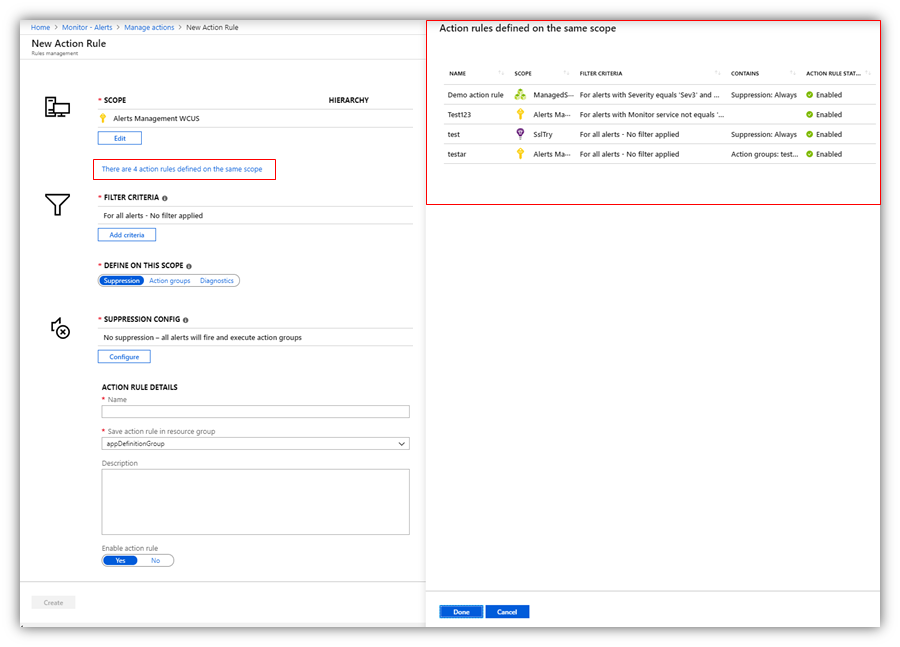 Home > Monitor - Alerts > Manage actions > New Action Rule
New Action Rule
Rules management
* SCOPE HIERARCHY
Alerts Management WCUS
Edit
There are 4 action rules defined on the same scope
* FILTER CRITERIA
For all alerts - No filter applied
Add criteria
* DEFINE ON THIS SCOPE
Suppression Action groups Diagnostics
* SUPPRESSION CONFIG
No suppression – all alerts will fire and execute action groups
Configure
ACTION RULE DETAILS
* Name
* Save action rule in resource group
appDefinitionGroup
Description
Enable action rule
Yes No
Create
Action rules defined on the same scope
NAME SCOPE FILTER CRITERIA CONTAINS ACTION RULE STAT...
Demo action rule ManagedS... For alerts with Severity equals 'Sev3' and ... Suppression: Always Enabled
Test123 Alerts Ma... For alerts with Monitor service not equals '... Enabled
test SslTry For all alerts - No filter applied Suppression: Always Enabled
testar Alerts Ma... For all alerts - No filter applied Action groups: test... Enabled
Done Cancel